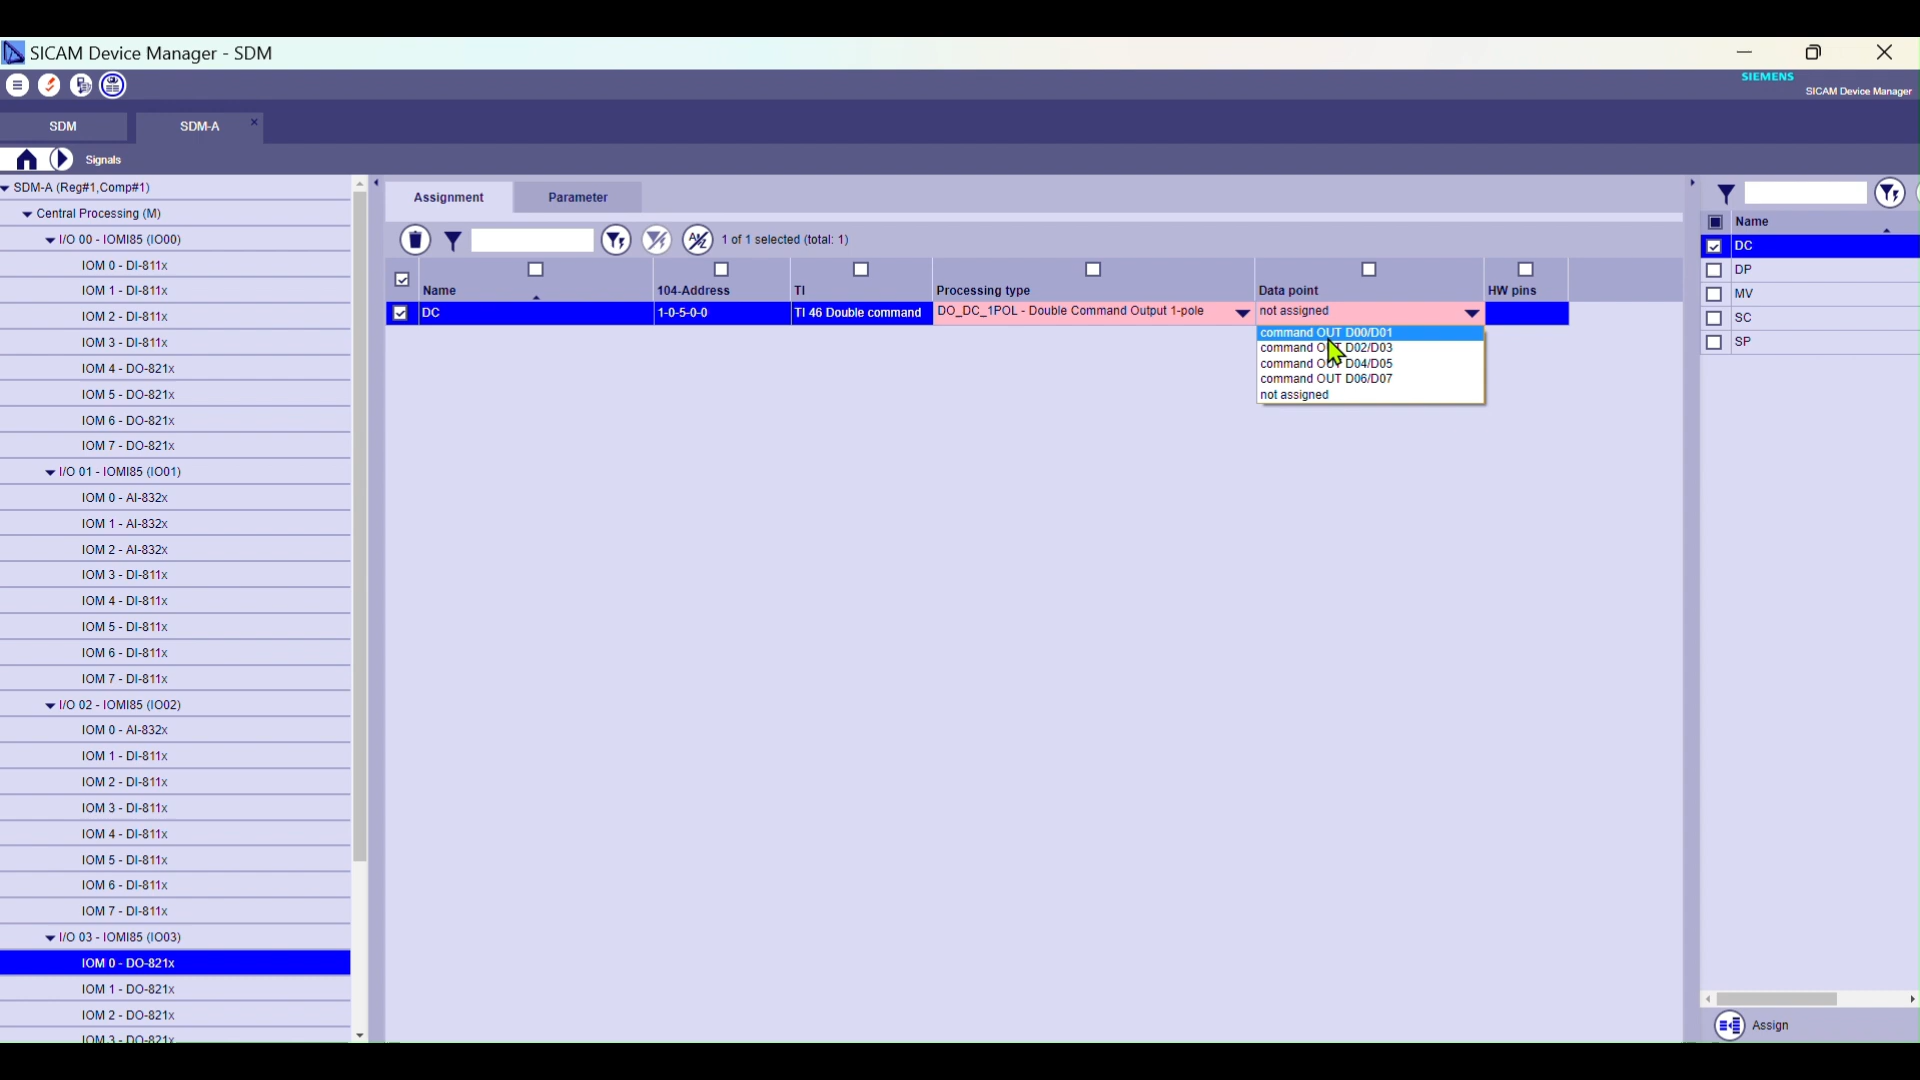 SICAM Device Manager - SDM
SIEMENS
SICAM Device Manager
SDM
SDM-A
Signals
SDM-A (Reg#1,Comp#1)
Central Processing (M)
I/O 00 - IOMI85 (IO00)
IOM 0 - DI-811x
IOM 1 - DI-811x
IOM 2 - DI-811x
IOM 3 - DI-811x
IOM 4 - DO-821x
IOM 5 - DO-821x
IOM 6 - DO-821x
IOM 7 - DO-821x
I/O 01 - IOMI85 (IO01)
IOM 0 - AI-832x
IOM 1 - AI-832x
IOM 2 - AI-832x
IOM 3 - DI-811x
IOM 4 - DI-811x
IOM 5 - DI-811x
IOM 6 - DI-811x
IOM 7 - DI-811x
I/O 02 - IOMI85 (IO02)
IOM 0 - AI-832x
IOM 1 - DI-811x
IOM 2 - DI-811x
IOM 3 - DI-811x
IOM 4 - DI-811x
IOM 5 - DI-811x
IOM 6 - DI-811x
IOM 7 - DI-811x
I/O 03 - IOMI85 (IO03)
IOM 0 - DO-821x
IOM 1 - DO-821x
IOM 2 - DO-821x
IOM 3 - DO-821x
Assignment
Parameter
1 of 1 selected (total: 1)
Name
104-Address
TI
Processing type
Data point
HW pins
DC
1-0-5-0-0
TI 46 Double command
DO_DC_1POL - Double Command Output 1-pole
not assigned
command OUT D00/D01
command OUT D02/D03
command OUT D04/D05
command OUT D06/D07
not assigned
Name
DC
DP
MV
SC
SP
Assign